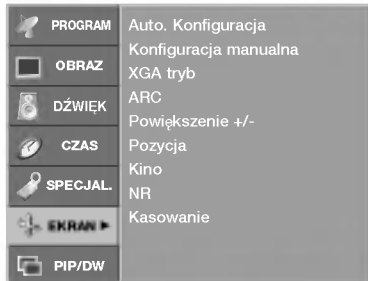 PROGRAM
OBRAZ
DŹWIĘK
CZAS
SPECJAL.
EKRAN ►
PIP/DW
Auto. Konfiguracja
Konfiguracja manualna
XGA tryb
ARC
Powiększenie +/-
Pozycja
Kino
NR
Kasowanie